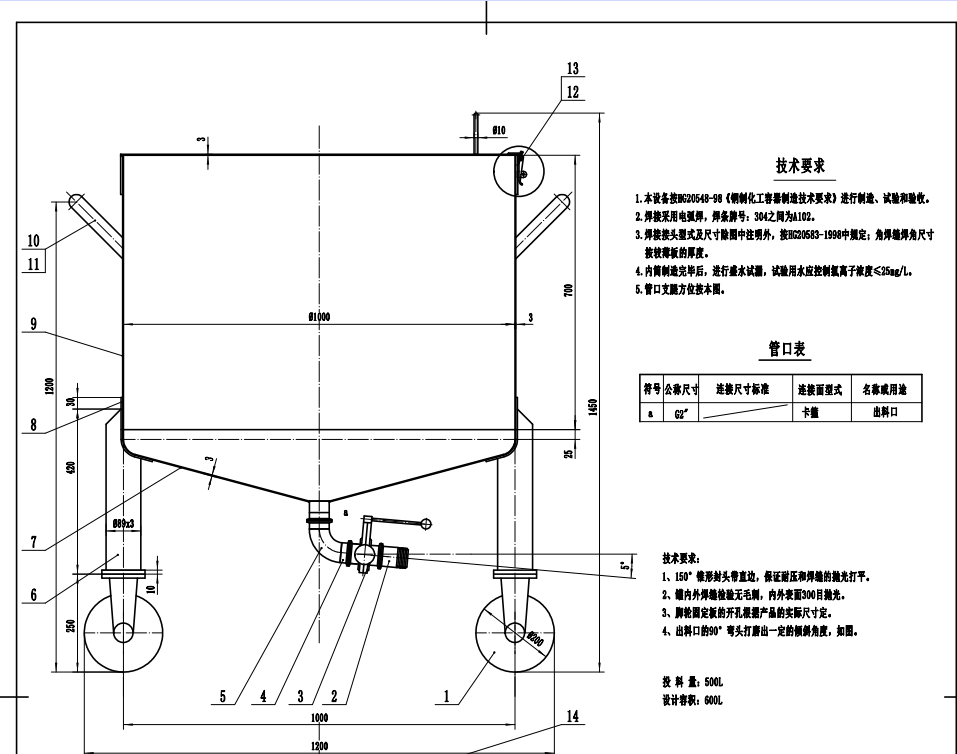 13
12
Ø10
3
10
11
9
8
7
6
1200
30
420
250
Ø1000
3
700
1450
25
3
a
Ø89x3
10
5°
Ø200
5
4
3
2
1
14
1000
1200
技术要求
1.本设备按HG20548-98《钢制化工容器制造技术要求》进行制造、试验和验收。
2.焊接采用电弧焊，焊条牌号：304之间为A102。
3.焊接接头型式及尺寸除图中注明外，按HG20583-1998中规定；角焊缝焊角尺寸
按较薄板的厚度。
4.内筒制造完毕后，进行盛水试漏，试验用水应控制氯离子浓度≤25mg/L。
5.管口支腿方位按本图。
管口表
符号 公称尺寸 连接尺寸标准 连接面型式 名称或用途
a G2" 卡箍 出料口
技术要求：
1、150°锥形封头带直边，保证耐压和焊缝的抛光打平。
2、罐内外焊缝检验无毛刺，内外表面300目抛光。
3、脚轮固定板的开孔根据产品的实际尺寸定。
4、出料口的90°弯头打磨出一定的倾斜角度，如图。
投 料 量：500L
设计容积：600L